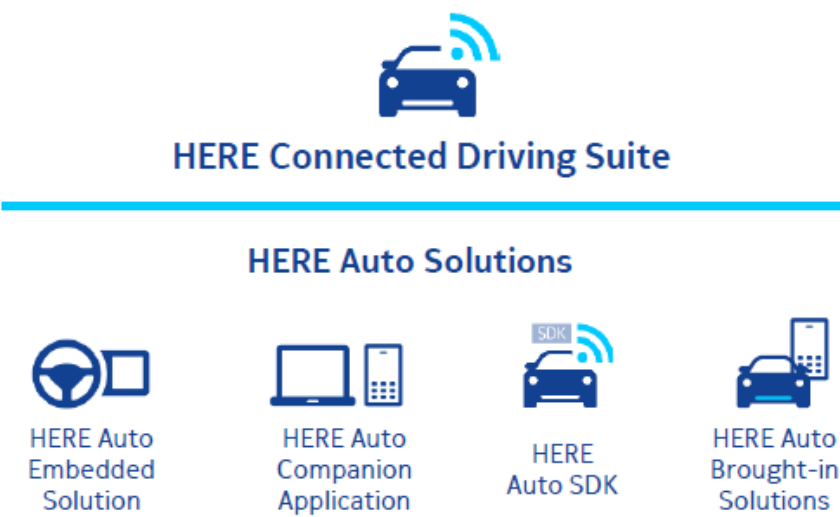 HERE Connected Driving Suite
HERE Auto Solutions
SDK
HERE Auto
Embedded
Solution
HERE Auto
Companion
Application
HERE
Auto SDK
HERE Auto
Brought-in
Solutions